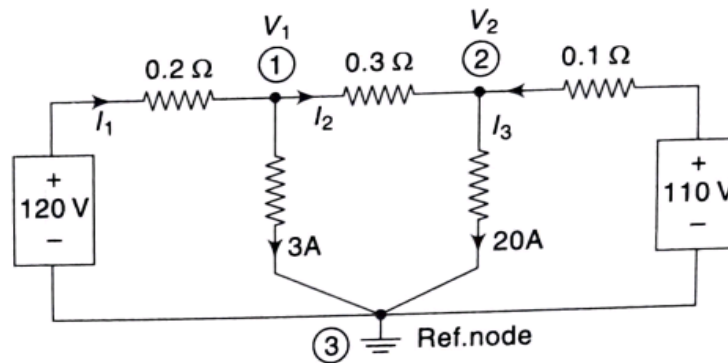 V₁ V₂
0.2 Ω ① 0.3 Ω ② 0.1 Ω
I₁ I₂ I₃
+ +
120 V 110 V
− −
3A 20A
③ Ref.node